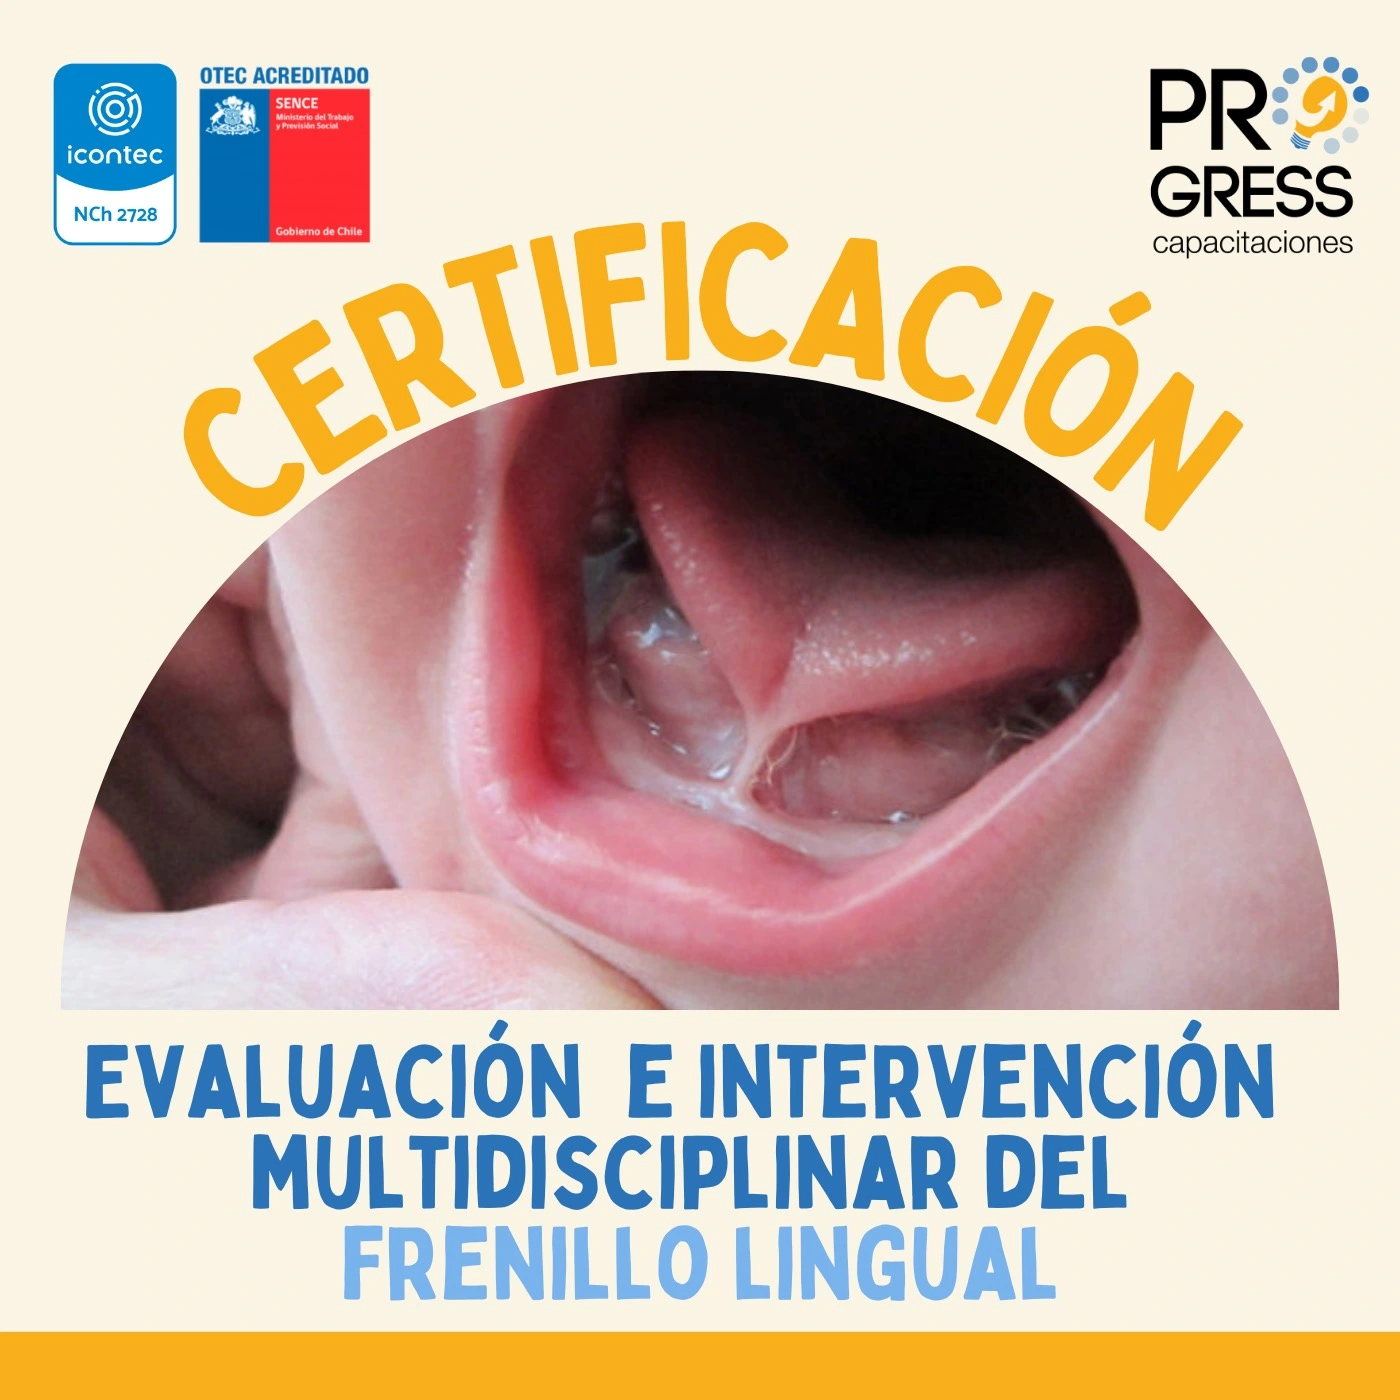 icontec
NCh 2728
OTEC ACREDITADO
SENCE
Ministerio del Trabajo
y Previsión Social
Gobierno de Chile
PRO
GRESS
capacitaciones
CERTIFICACIÓN
EVALUACIÓN E INTERVENCIÓN
MULTIDISCIPLINAR DEL
FRENILLO LINGUAL